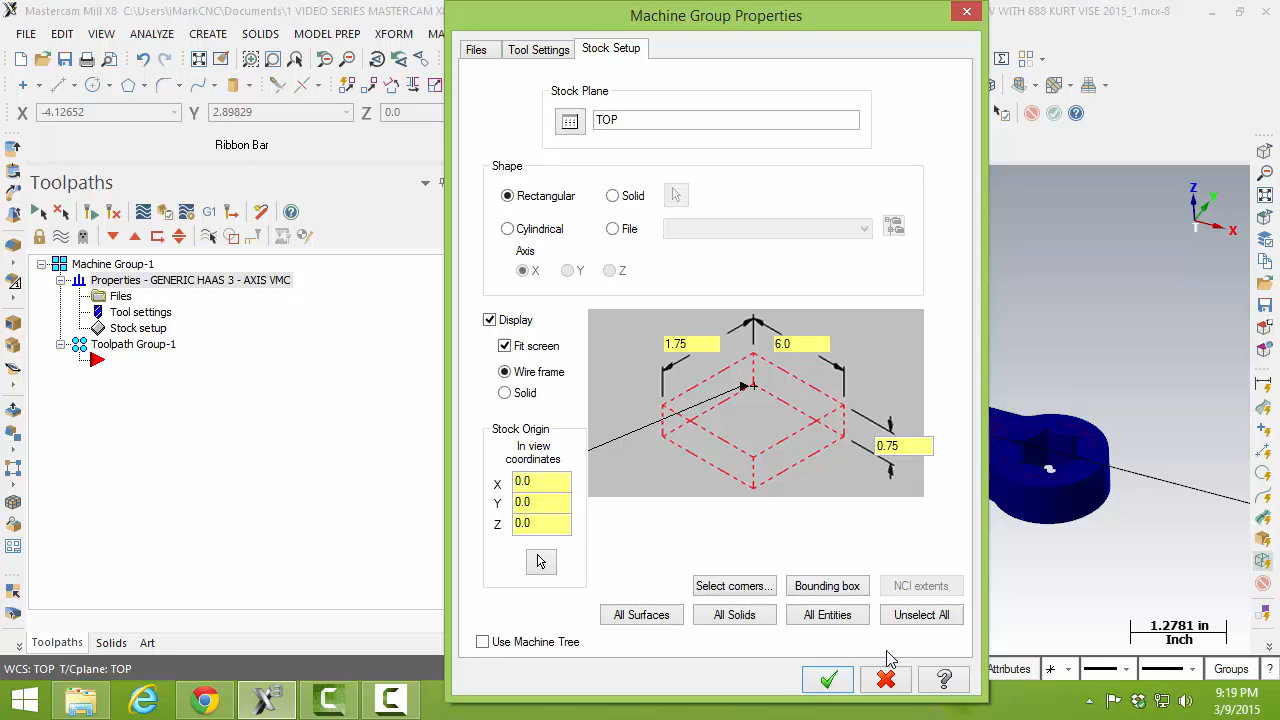 Mastercam Mill X8 C:\Users\iMarkCNC\Documents\1 VIDEO SERIES MASTERCAM
Machine Group Properties
W WITH 688 KURT VISE 2015_1.mcx-8
FILE EDIT VIEW ANALYZE CREATE SOLIDS MODEL PREP XFORM
Files Tool Settings Stock Setup
X -4.12652 Y 2.89829 Z 0.0
Ribbon Bar
Toolpaths
G1
Machine Group-1
Properties - GENERIC HAAS 3 - AXIS VMC
Files
Tool settings
Stock setup
Toolpath Group-1
Stock Plane
TOP
Shape
Rectangular Solid
Cylindrical File
Axis
X Y Z
Display
Fit screen
Wire frame
Solid
1.75 6.0
0.75
Stock Origin
In view
coordinates
X 0.0
Y 0.0
Z 0.0
Select corners... Bounding box NCI extents
All Surfaces All Solids All Entities Unselect All
Use Machine Tree
Z
Y
X
1.2781 in
Inch
Toolpaths Solids Art
WCS: TOP T/Cplane: TOP
Attributes Groups ?
9:19 PM
3/9/2015